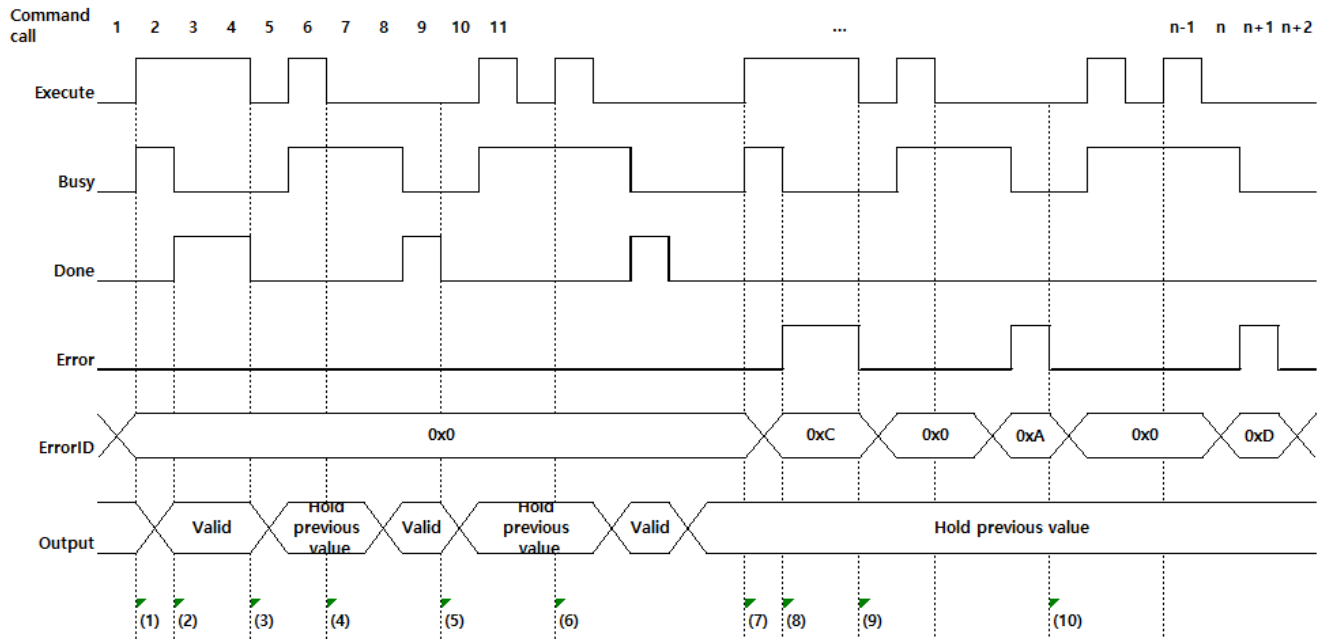 Command
call
1 2 3 4 5 6 7 8 9 10 11 ... n-1 n n+1 n+2
Execute
Busy
Done
Error
ErrorID
0x0 0xC 0x0 0xA 0x0 0xD
Output
Valid
Hold
previous
value
Valid
Hold
previous
value
Valid
Hold previous value
(1) (2) (3) (4) (5) (6) (7) (8) (9) (10)